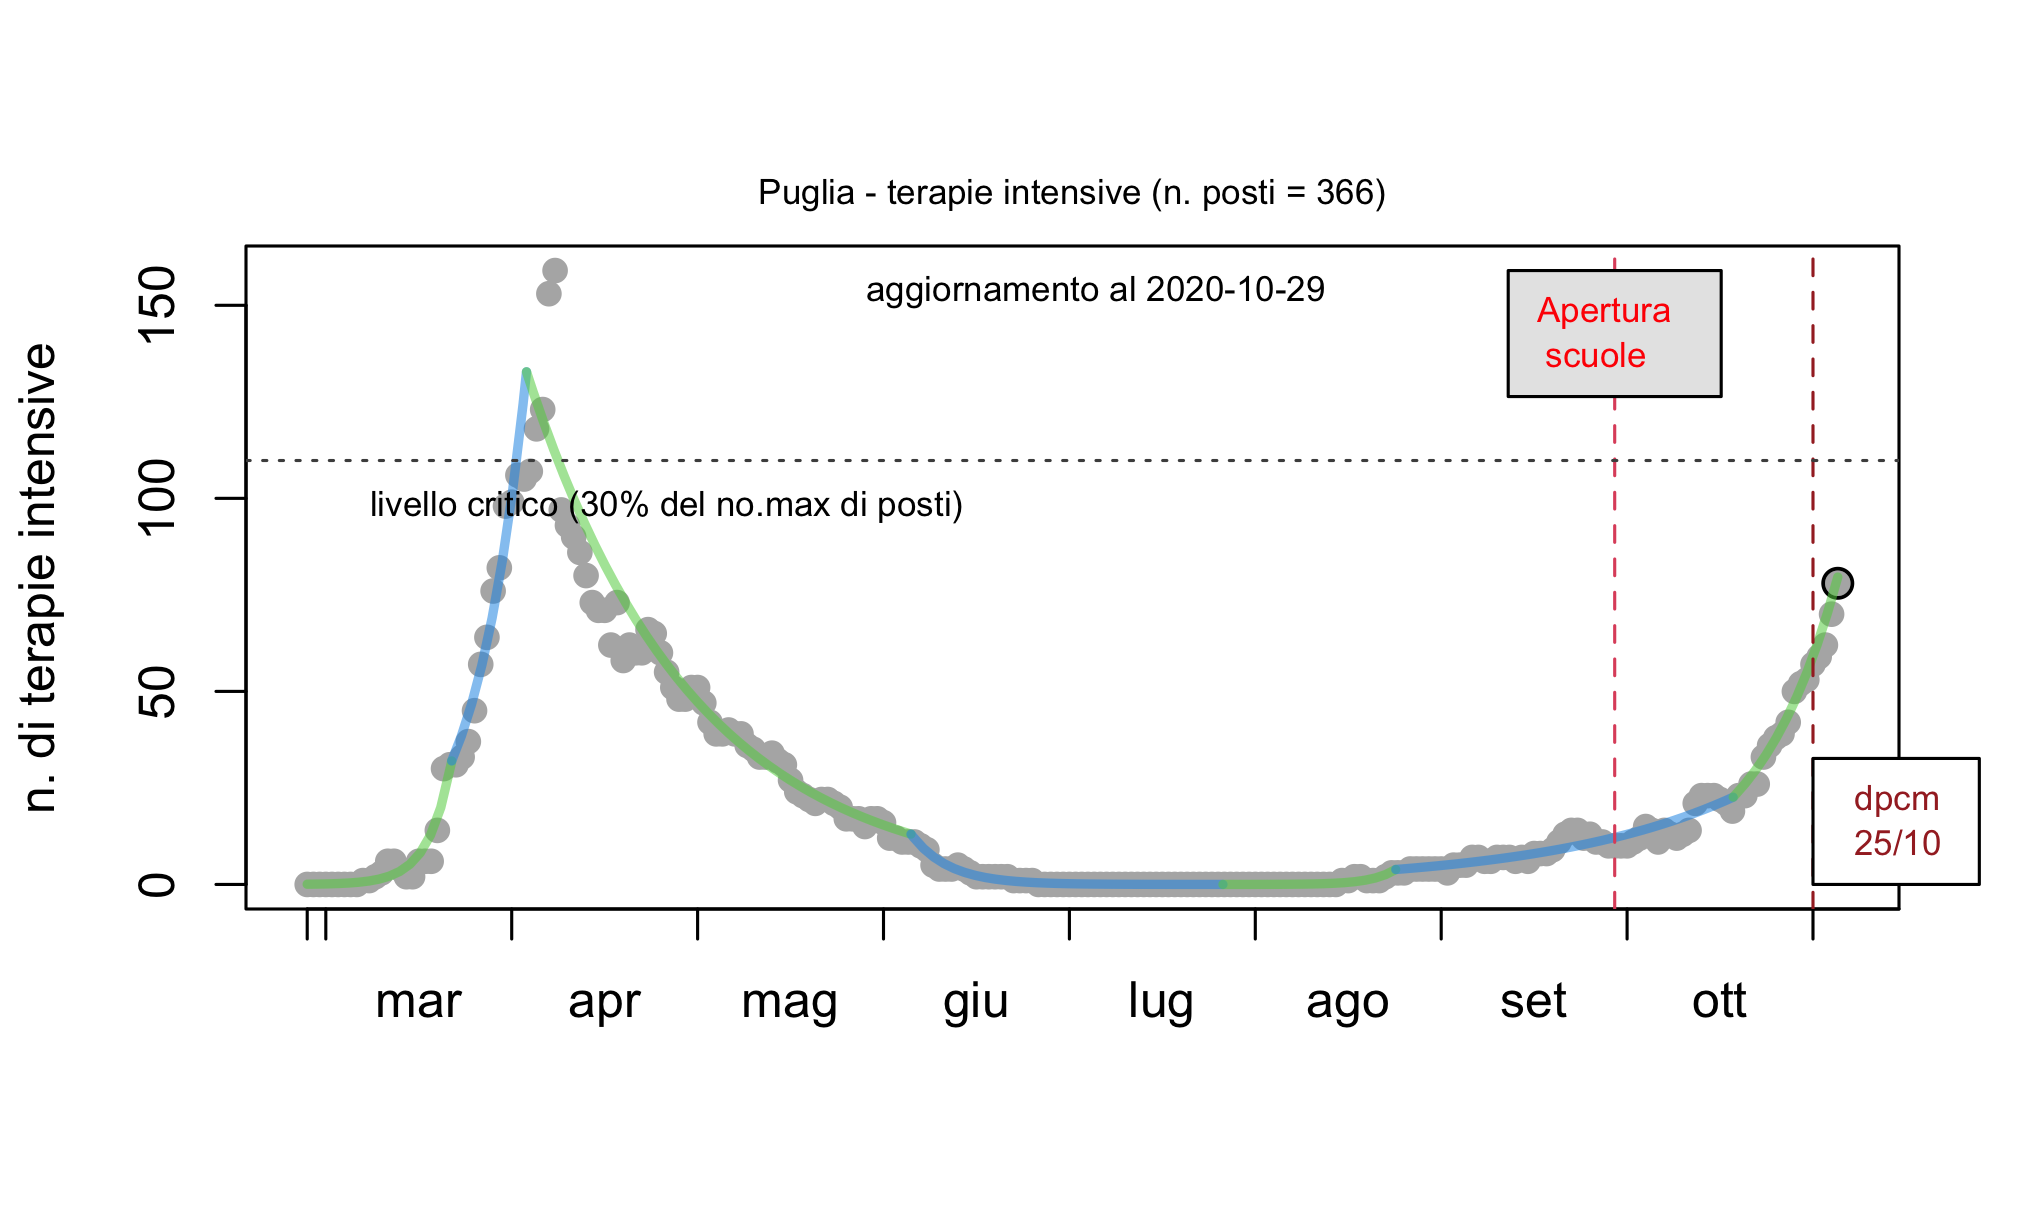 Puglia - terapie intensive (n. posti = 366)
aggiornamento al 2020-10-29
Apertura
scuole
livello critico (30% del no.max di posti)
dpcm
25/10
n. di terapie intensive
150
100
50
0
mar apr mag giu lug ago set ott